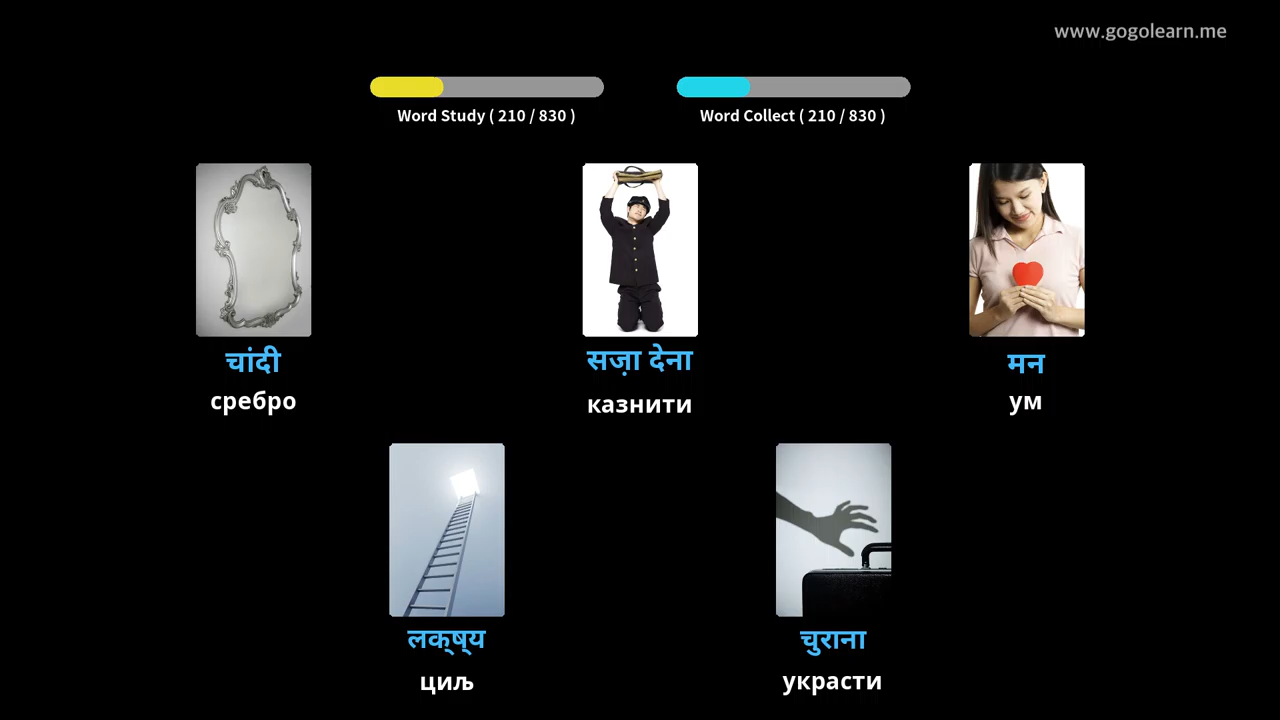 www.gogolearn.me
Word Study ( 210 / 830 )
Word Collect ( 210 / 830 )
चांदी
сребро
सज़ा देना
казнити
मन
ум
लक्ष्य
циљ
चुराना
украсти